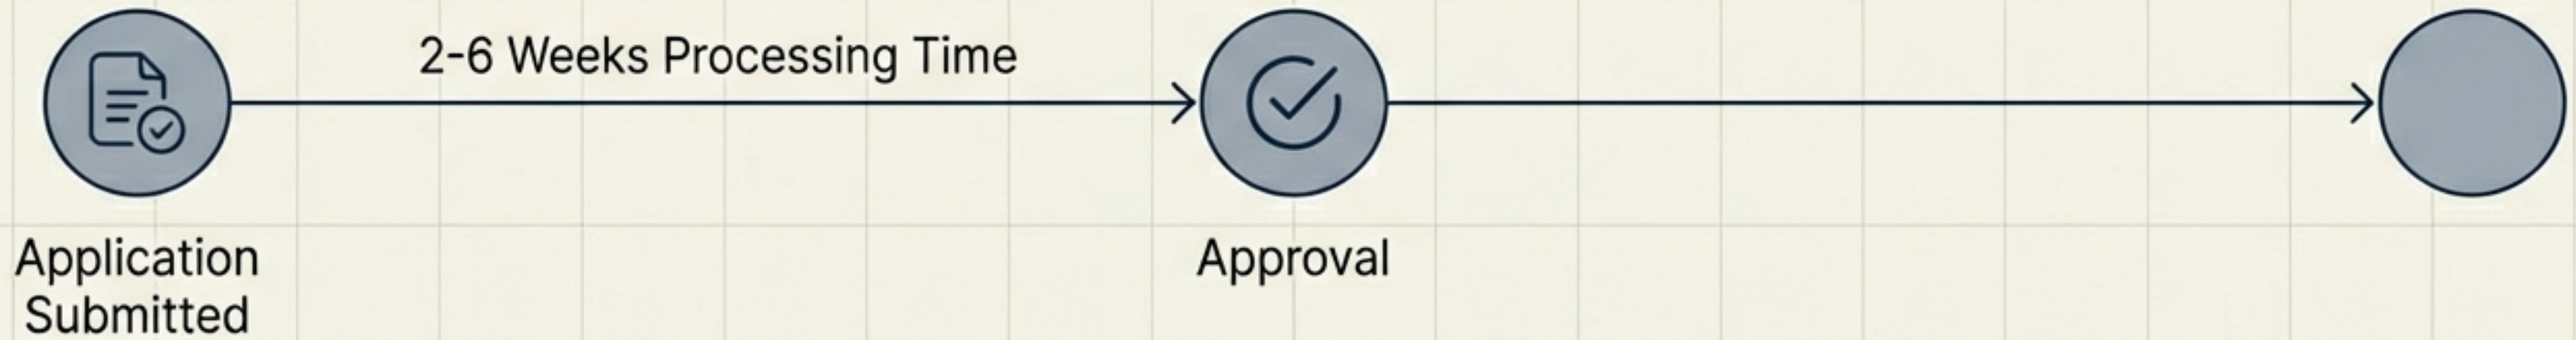 2-6 Weeks Processing Time
Application
Submitted
Approval